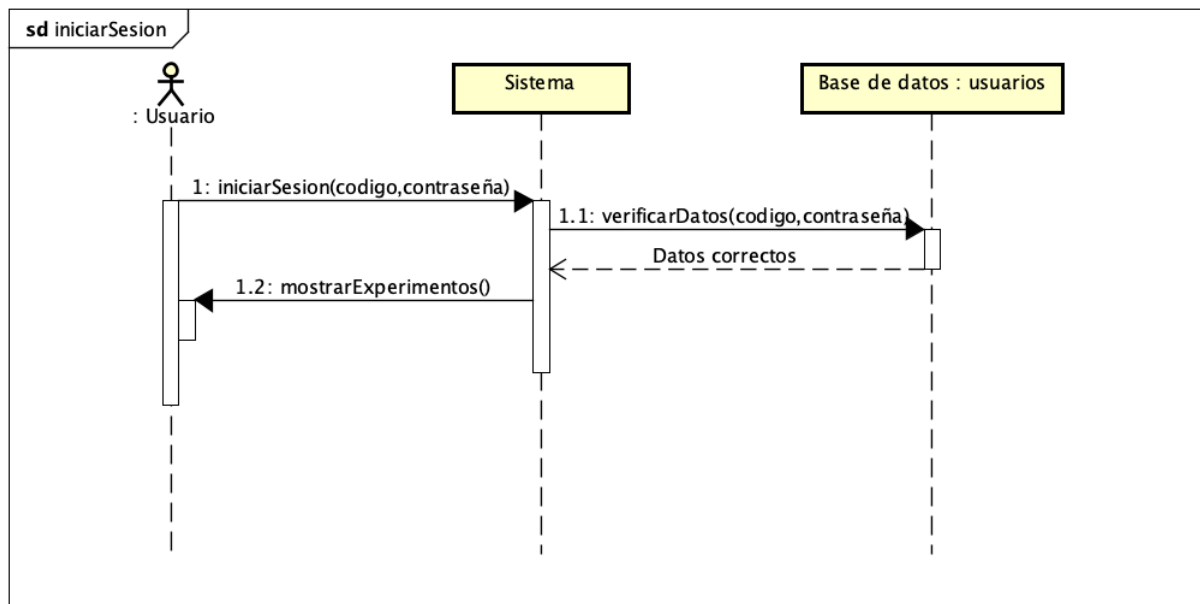 sd iniciarSesion
: Usuario
Sistema
Base de datos : usuarios
1: iniciarSesion(codigo,contraseña)
1.1: verificarDatos(codigo,contraseña)
Datos correctos
1.2: mostrarExperimentos()